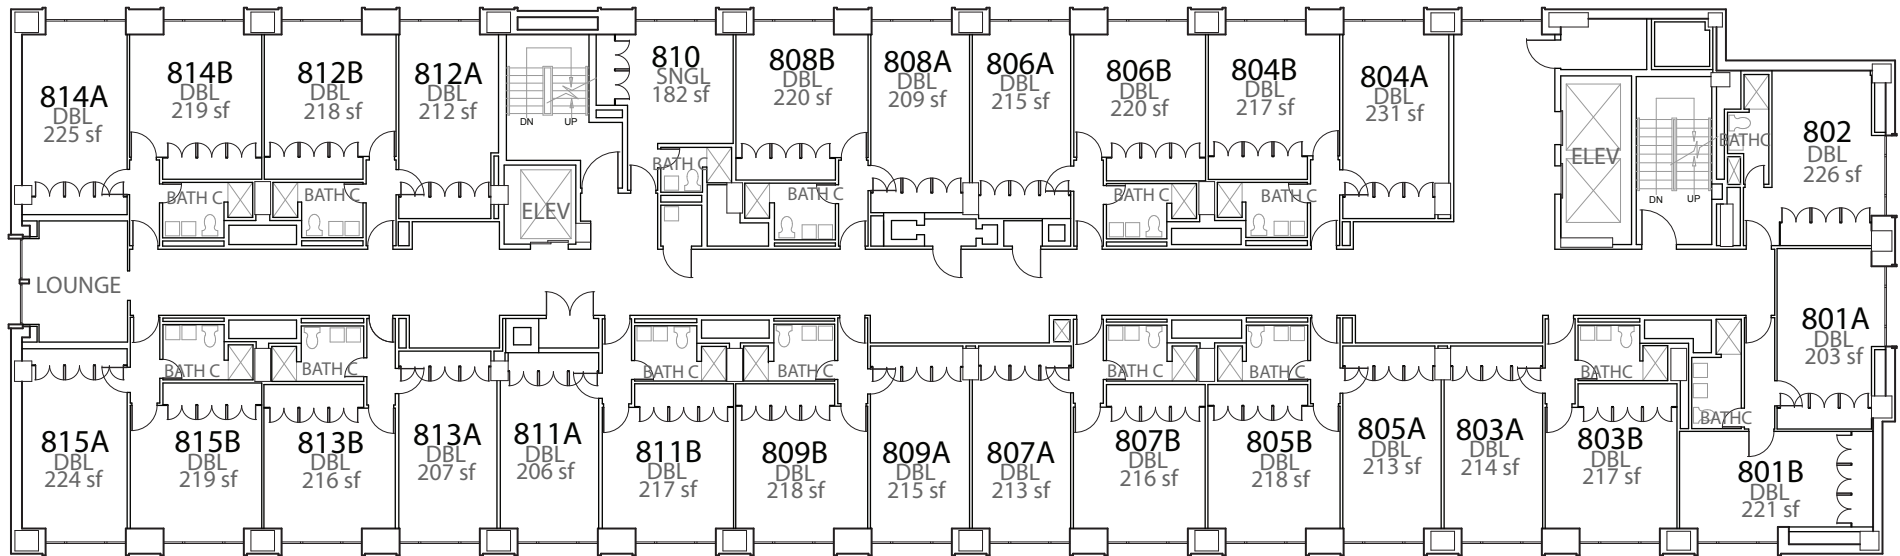 814A
DBL
225 sf
814B
DBL
219 sf
812B
DBL
218 sf
812A
DBL
212 sf
DN
UP
810
SNGL
182 sf
808B
DBL
220 sf
808A
DBL
209 sf
806A
DBL
215 sf
806B
DBL
220 sf
804B
DBL
217 sf
804A
DBL
231 sf
ELEV
DN
UP
BATHC
802
DBL
226 sf
BATH C
BATH C
ELEV
BATH C
BATH C
BATH C
BATH C
LOUNGE
801A
DBL
203 sf
BATH C
BATH C
BATH C
BATH C
BATH C
BATH C
BATHC
BATHC
815A
DBL
224 sf
815B
DBL
219 sf
813B
DBL
216 sf
813A
DBL
207 sf
811A
DBL
206 sf
811B
DBL
217 sf
809B
DBL
218 sf
809A
DBL
215 sf
807A
DBL
213 sf
807B
DBL
216 sf
805B
DBL
218 sf
805A
DBL
213 sf
803A
DBL
214 sf
803B
DBL
217 sf
801B
DBL
221 sf